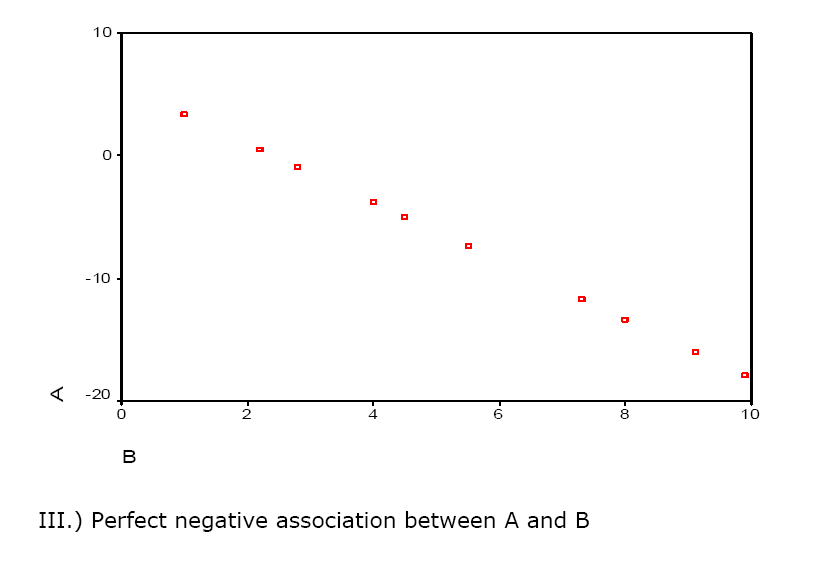 10
0
-10
-20
A
0 2 4 6 8 10
B
III.) Perfect negative association between A and B